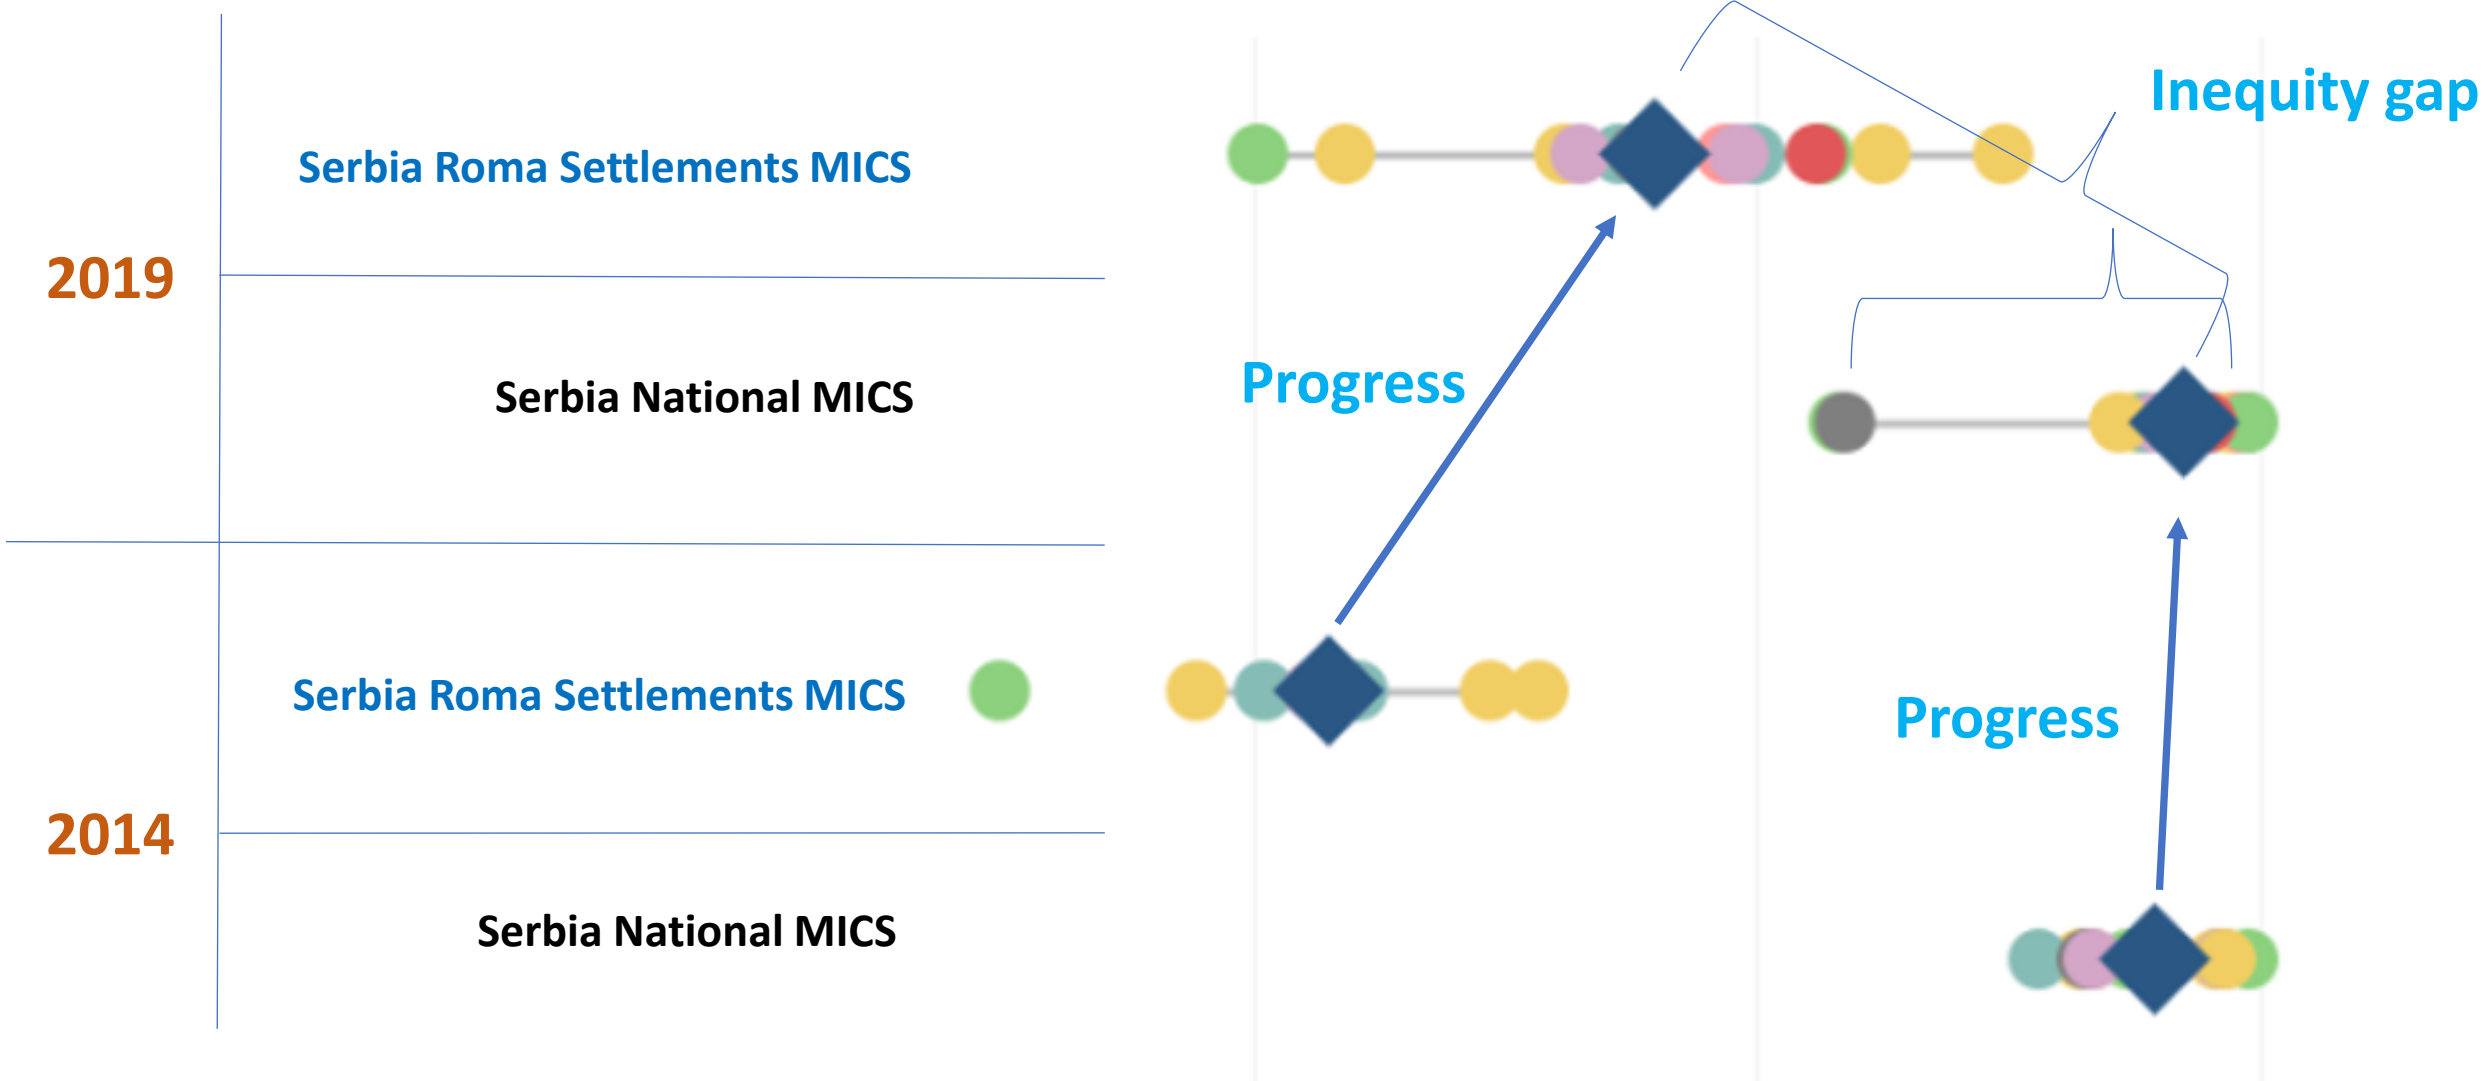 Inequity gap
Serbia Roma Settlements MICS
2019
Progress
Serbia National MICS
Serbia Roma Settlements MICS
Progress
2014
Serbia National MICS